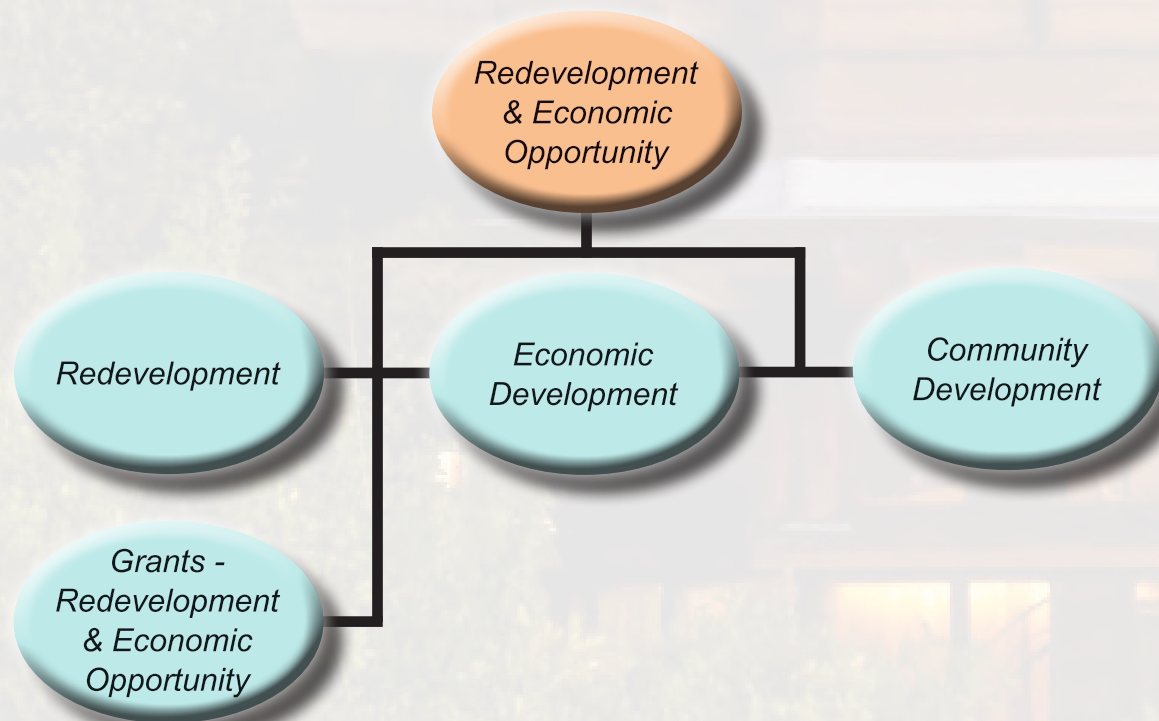 Redevelopment
& Economic
Opportunity
Redevelopment
Economic
Development
Community
Development
Grants -
Redevelopment
& Economic
Opportunity